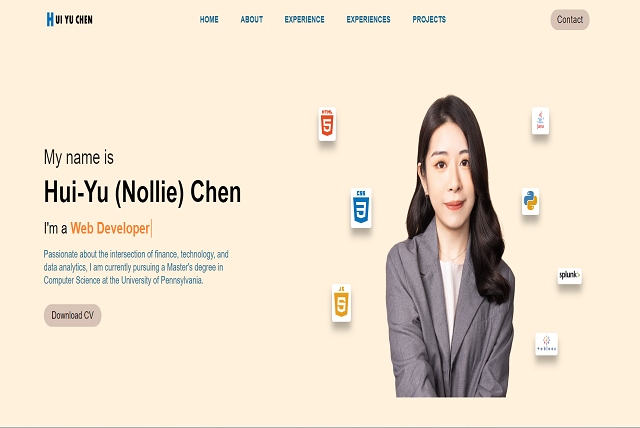 HUI YU CHEN
HOME ABOUT EXPERIENCE EXPERIENCES PROJECTS
Contact
My name is
Hui-Yu (Nollie) Chen
I'm a Web Developer
Passionate about the intersection of finance, technology, and
data analytics, I am currently pursuing a Master's degree in
Computer Science at the University of Pennsylvania.
Download CV
HTML
5
CSS
3
JS
5
Java
splunk>
+ableau